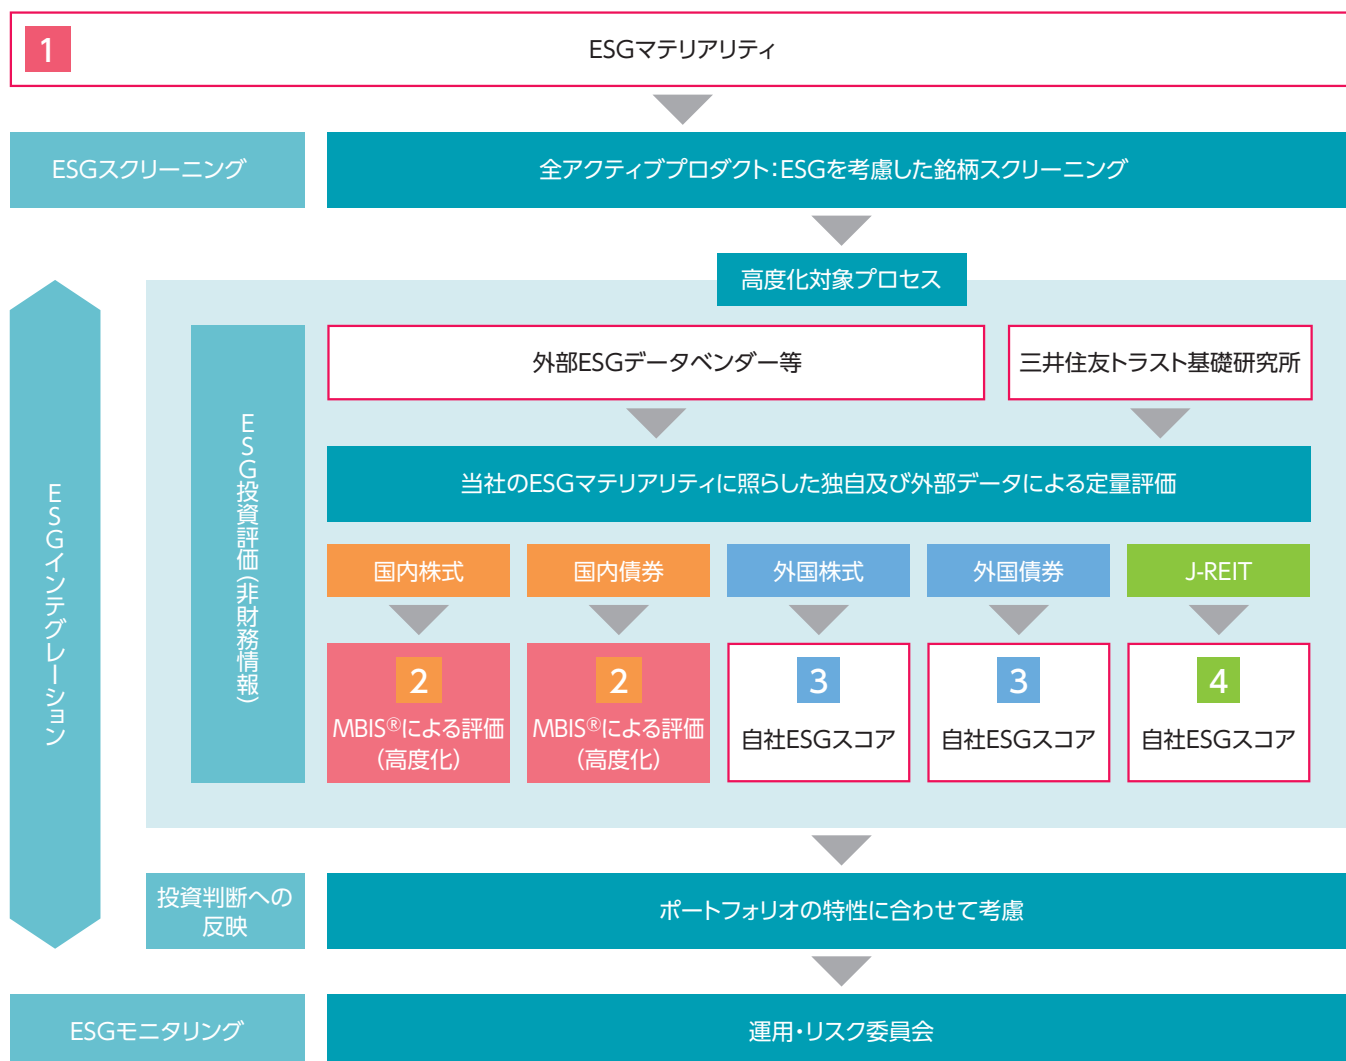 1
ESGマテリアリティ
ESGスクリーニング
全アクティブプロダクト：ESGを考慮した銘柄スクリーニング
高度化対象プロセス
ESGインテグレーション
ESG投資評価（非財務情報）
外部ESGデータベンダー等
三井住友トラスト基礎研究所
当社のESGマテリアリティに照らした独自及び外部データによる定量評価
国内株式
国内債券
外国株式
外国債券
J-REIT
2
MBIS®による評価
（高度化）
2
MBIS®による評価
（高度化）
3
自社ESGスコア
3
自社ESGスコア
4
自社ESGスコア
投資判断への
反映
ポートフォリオの特性に合わせて考慮
ESGモニタリング
運用・リスク委員会